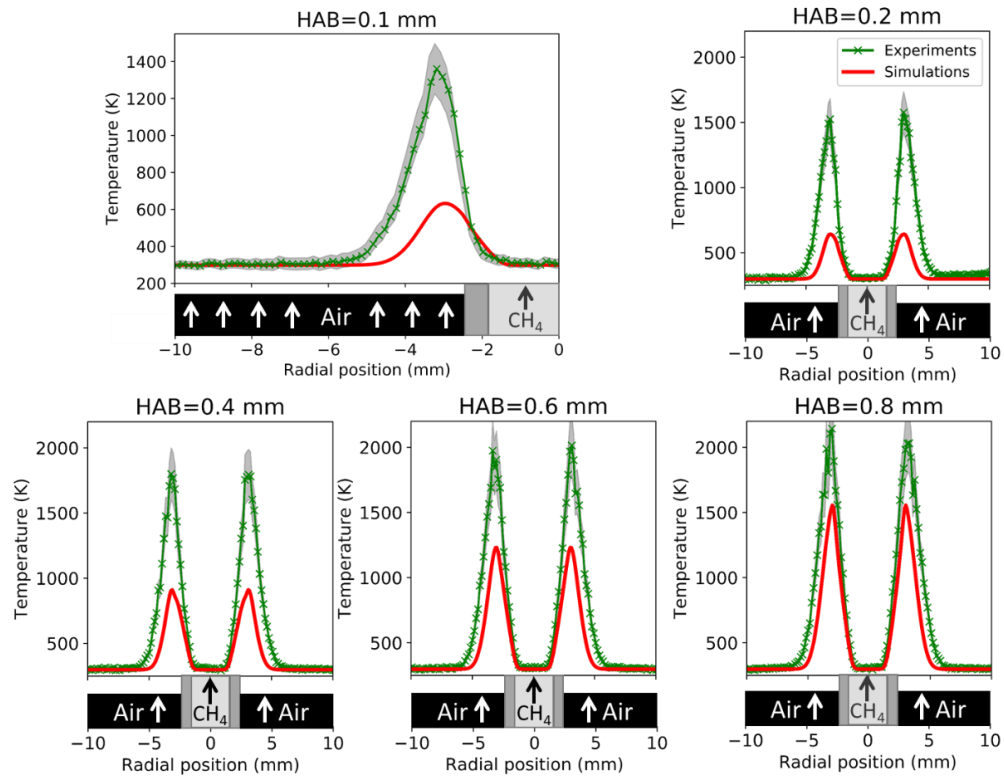 HAB=0.1 mm
Temperature (K)
1400
1200
1000
800
600
400
200
Air
CH4
−10 −8 −6 −4 −2 0
Radial position (mm)
HAB=0.2 mm
Temperature (K)
2000
1500
1000
500
Experiments
Simulations
Air CH4 Air
−10 −5 0 5 10
Radial position (mm)
HAB=0.4 mm
Temperature (K)
2000
1500
1000
500
Air CH4 Air
−10 −5 0 5 10
Radial position (mm)
HAB=0.6 mm
Temperature (K)
2000
1500
1000
500
Air CH4 Air
−10 −5 0 5 10
Radial position (mm)
HAB=0.8 mm
Temperature (K)
2000
1500
1000
500
Air CH4 Air
−10 −5 0 5 10
Radial position (mm)